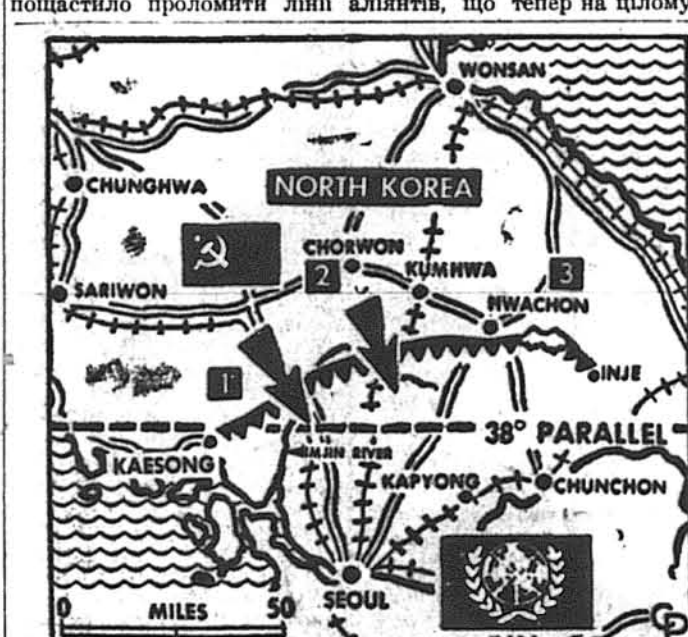 пощастило проломити лінії аліянтів, що тепер на цілому
WONSAN
CHUNGHWA
NORTH KOREA
CHORWON
2
KUMHWA
3
SARIWON
HWACHON
1
INJE
38° PARALLEL
KAESONG
IMJIN RIVER
KAPYONG
CHUNCHON
SEOUL
0 MILES 50